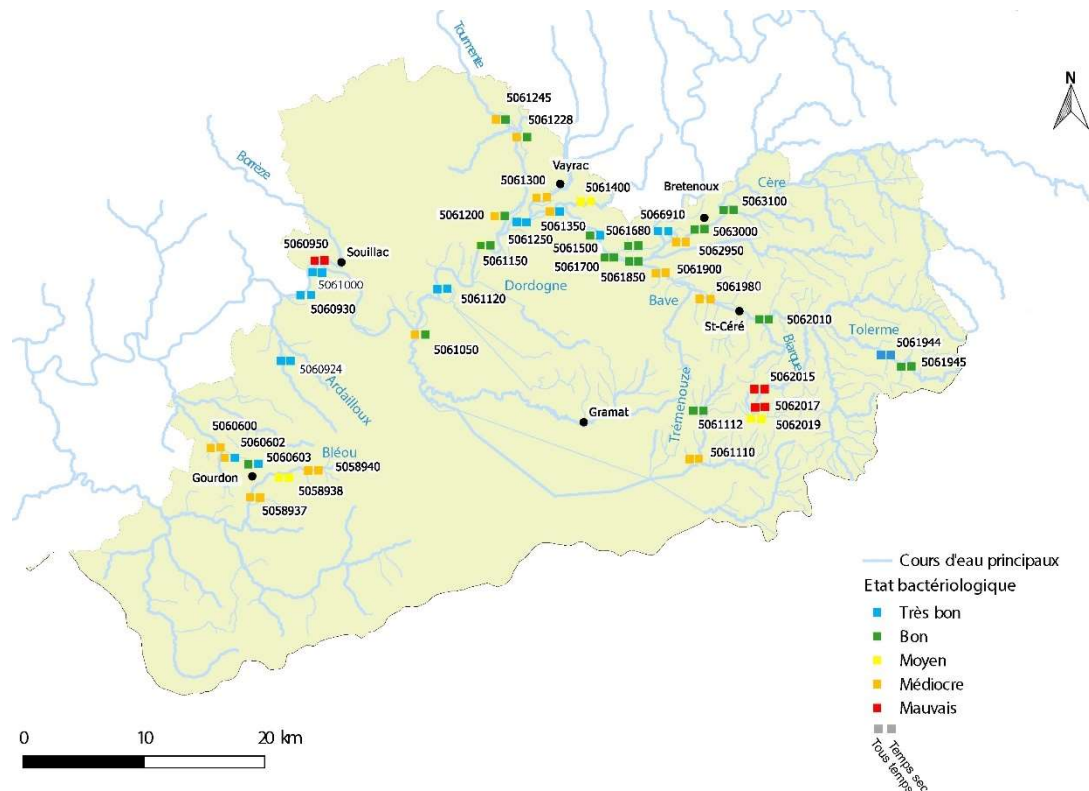 Tourmente
N
5061245
5061228
Borrèze
Vayrac
5061300
5061400
Bretenoux
Cère
5063100
5061200
5066910
5061350
5061680
5063000
5060950
Souillac
5061250
5061500
5062950
5061150
5061700
5061850
5061900
5061000
Dordogne
5061120
Bave
5061980
5060930
St-Céré
5062010
Tolerme
5061050
5061944
Biarque
5061945
5060924
Ardailloux
5062015
Trémenouze
5062017
Gramat
5061112
5062019
5060600
5060602
5060603
Bléou
5058940
5061110
Gourdon
5058938
5058937
Cours d'eau principaux
Etat bactériologique
Très bon
Bon
Moyen
Médiocre
Mauvais
Temps sec
Tous temps
0 10 20 km